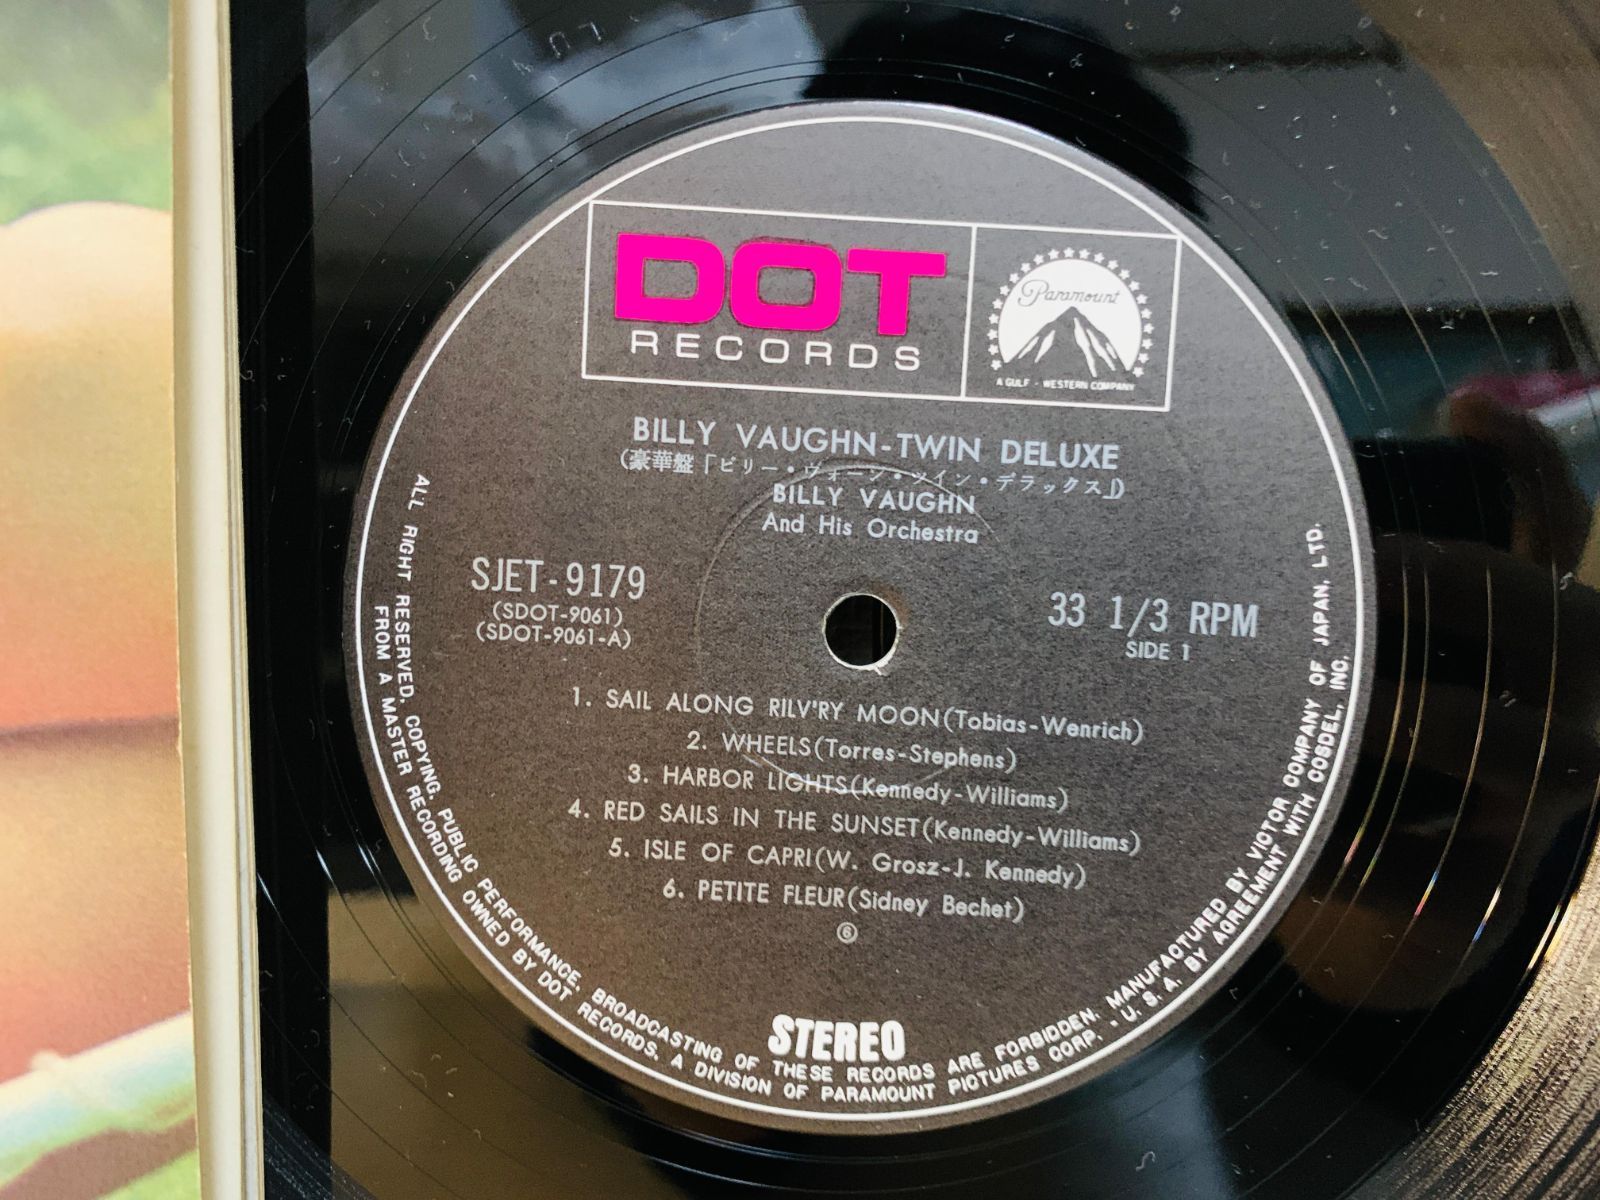 DOT
RECORDS
Paramount
A GULF - WESTERN COMPANY
BILLY VAUGHN-TWIN DELUXE
(豪華盤「ビリー・ヴォーン・ツイン・デラックス」)
BILLY VAUGHN
And His Orchestra
SJET-9179
(SDOT-9061)
(SDOT-9061-A)
33 1/3 RPM
SIDE 1
1. SAIL ALONG RILV'RY MOON(Tobias-Wenrich)
2. WHEELS(Torres-Stephens)
3. HARBOR LIGHTS(Kennedy-Williams)
4. RED SAILS IN THE SUNSET(Kennedy-Williams)
5. ISLE OF CAPRI(W. Grosz-J. Kennedy)
6. PETITE FLEUR(Sidney Bechet)
⑥
STEREO
ALL RIGHT RESERVED. COPYING. PUBLIC PERFORMANCE. BROADCASTING OF THESE RECORDS ARE FORBIDDEN. MANUFACTURED BY VICTOR COMPANY OF JAPAN, LTD.
FROM A MASTER RECORDING OWNED BY DOT RECORDS. A DIVISION OF PARAMOUNT PICTURES CORP. - U. S. A. BY AGREEMENT WITH COSDEL, INC.